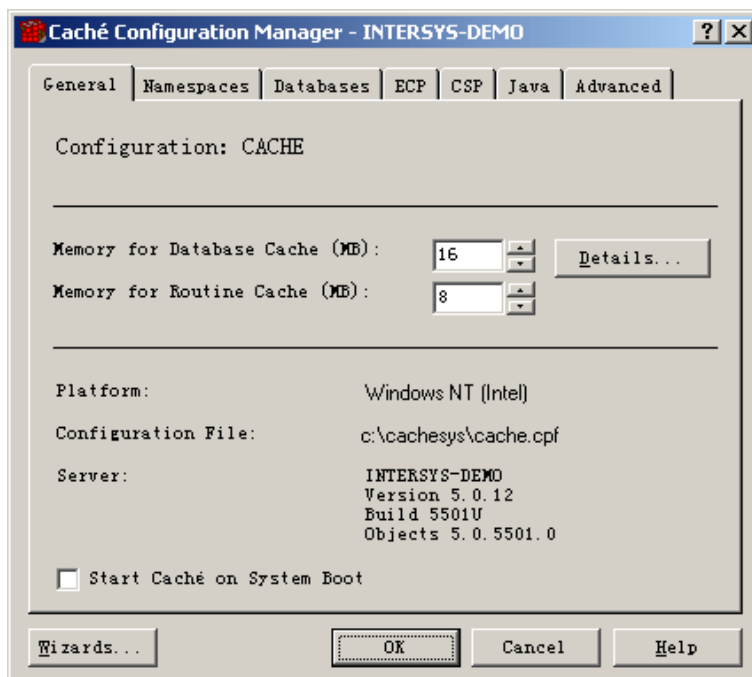 Caché Configuration Manager - INTERSYS-DEMO
General Namespaces Databases ECP CSP Java Advanced
Configuration: CACHE
Memory for Database Cache (MB): 16 Details...
Memory for Routine Cache (MB): 8
Platform: Windows NT (Intel)
Configuration File: c:\cachesys\cache.cpf
Server: INTERSYS-DEMO
Version 5.0.12
Build 5501U
Objects 5.0.5501.0
Start Caché on System Boot
Wizards... OK Cancel Help